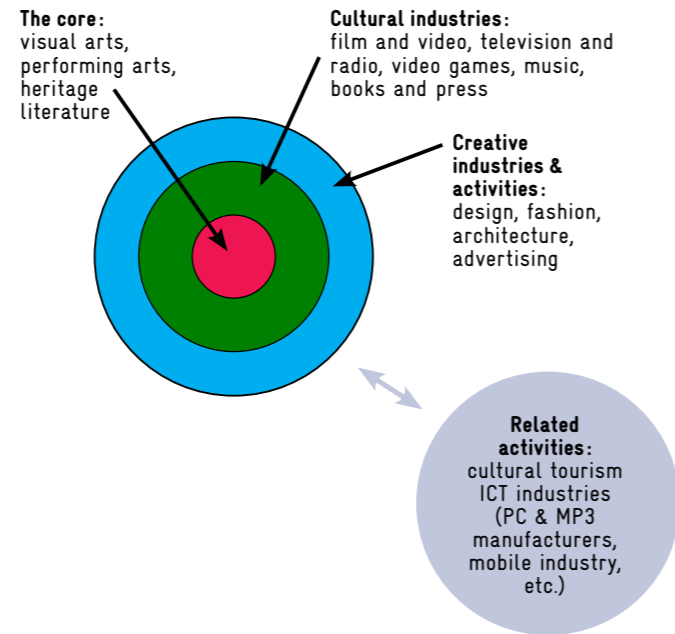 The core:
visual arts,
performing arts,
heritage
literature
Cultural industries:
film and video, television and
radio, video games, music,
books and press
Creative
industries &
activities:
design, fashion,
architecture,
advertising
Related
activities:
cultural tourism
ICT industries
(PC & MP3
manufacturers,
mobile industry,
etc.)